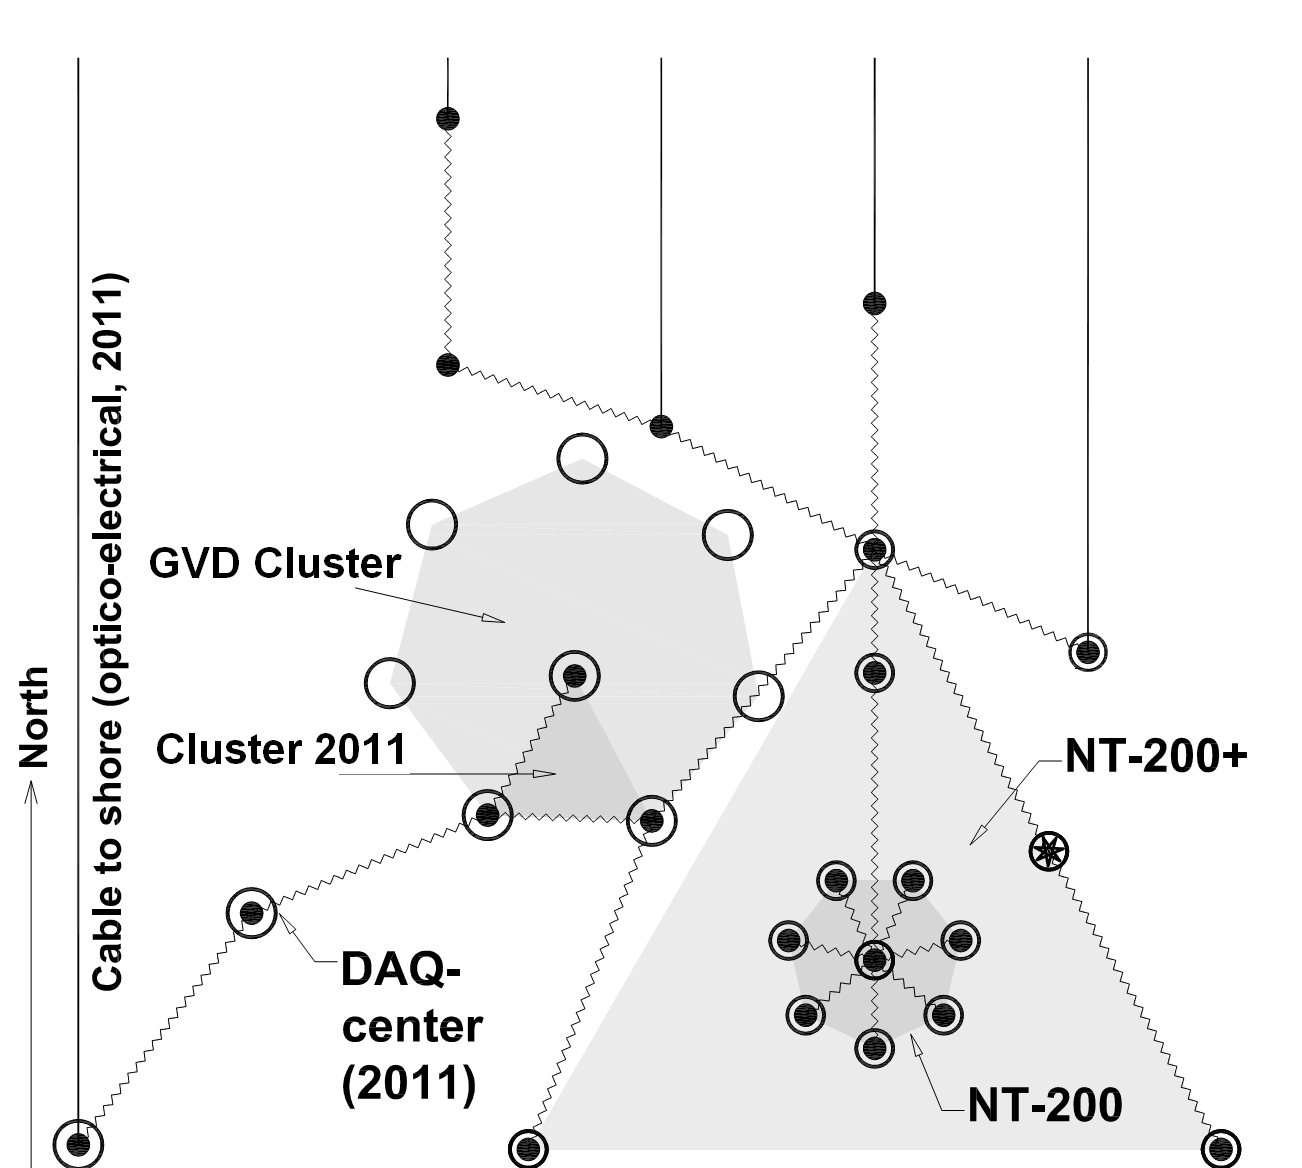 North
Cable to shore (optico-electrical, 2011)
GVD Cluster
Cluster 2011
NT-200+
DAQ-
center
(2011)
NT-200